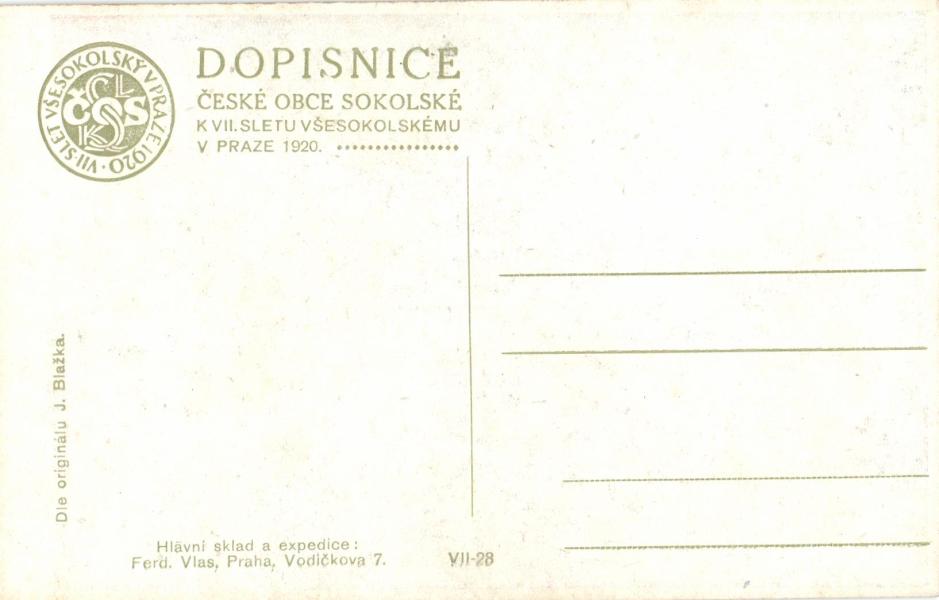 VII. SLET VŠESOKOLSKÝ V PRAZE 1920.
DOPISNICE
ČESKÉ OBCE SOKOLSKÉ
K VII. SLETU VŠESOKOLSKÉMU
V PRAZE 1920.
Dle originálu J. Blažka.
Hlávní sklad a expedice:
Ferd. Vlas, Praha, Vodičkova 7.
VII-28